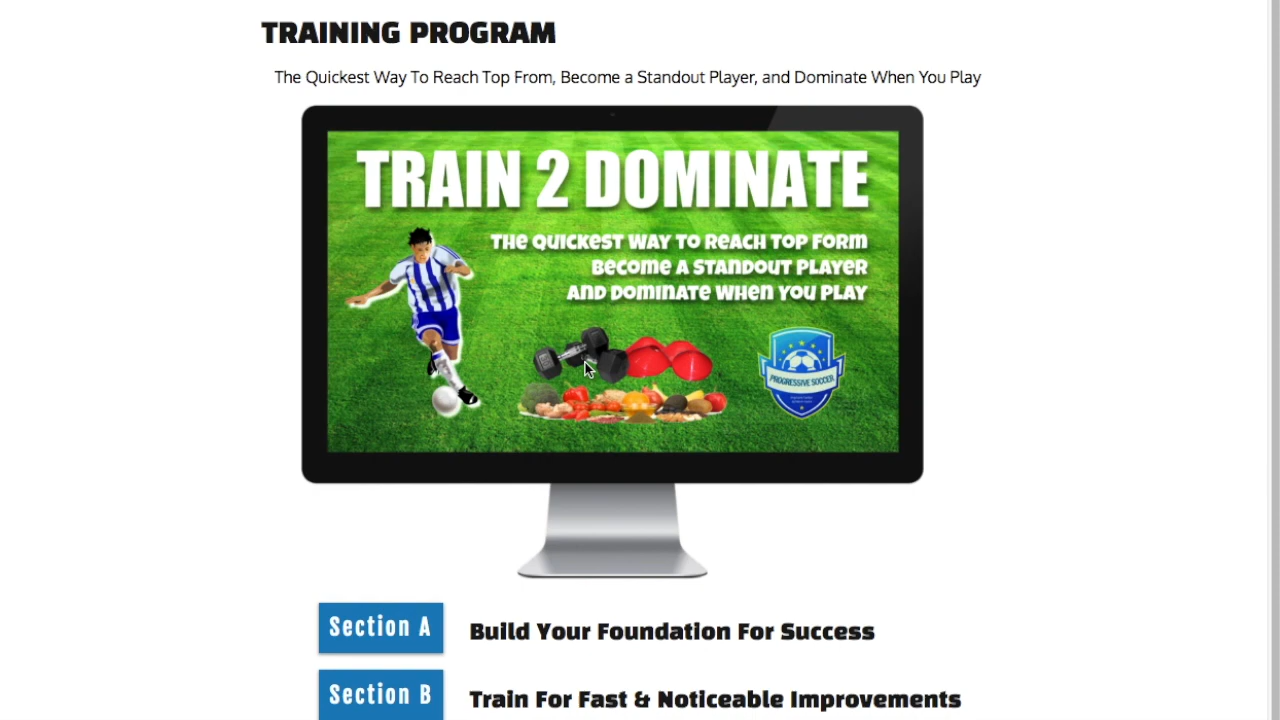 TRAINING PROGRAM
The Quickest Way To Reach Top From, Become a Standout Player, and Dominate When You Play
TRAIN 2 DOMINATE
THE QUICKEST WAY TO REACH TOP FORM
BECOME A STANDOUT PLAYER
AND DOMINATE WHEN YOU PLAY
PROGRESSIVE SOCCER
Section A
Build Your Foundation For Success
Section B
Train For Fast & Noticeable Improvements